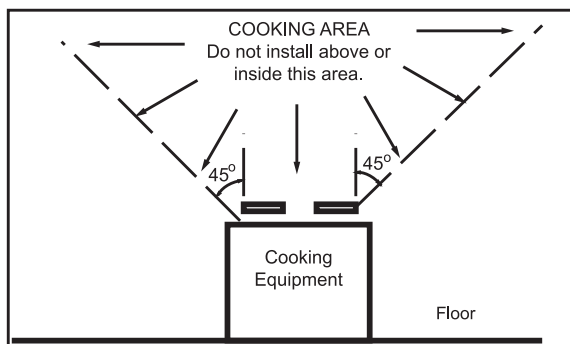 COOKING AREA
Do not install above or
inside this area.
45°
45°
Cooking
Equipment
Floor